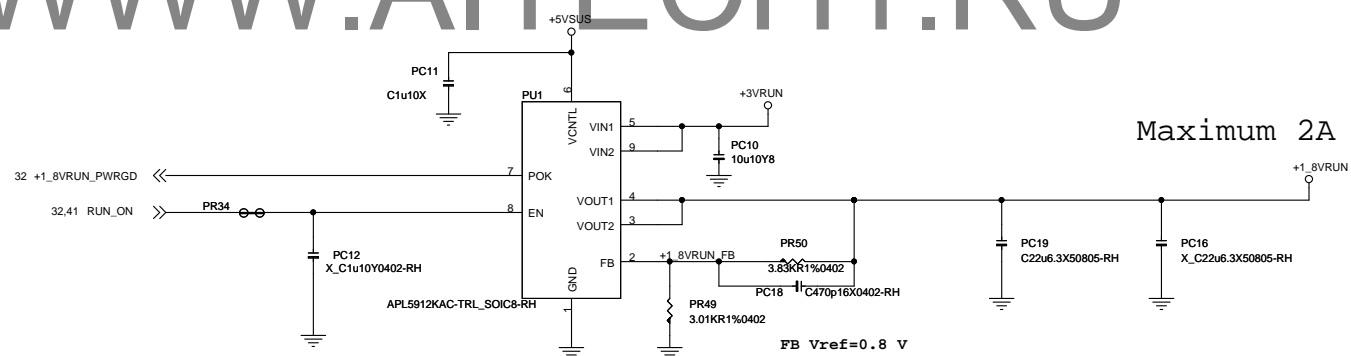 WWW.AITECH1.RU
+5VSUS
PC11
C1u10X
PU1
6
VCNTL
+3VRUN
VIN1 5
VIN2 9
PC10
10u10Y8
Maximum 2A
+1_8VRUN
32 +1_8VRUN_PWRGD
7 POK
32,41 RUN_ON
PR34
8 EN
VOUT1 4
VOUT2 3
PC12
X_C1u10Y0402-RH
FB 2
+1_8VRUN_FB
PR50
3.83KR1%0402
PC18
C470p16X0402-RH
PC19
C22u6.3X50805-RH
PC16
X_C22u6.3X50805-RH
GND
1
APL5912KAC-TRL_SOIC8-RH
PR49
3.01KR1%0402
FB Vref=0.8 V